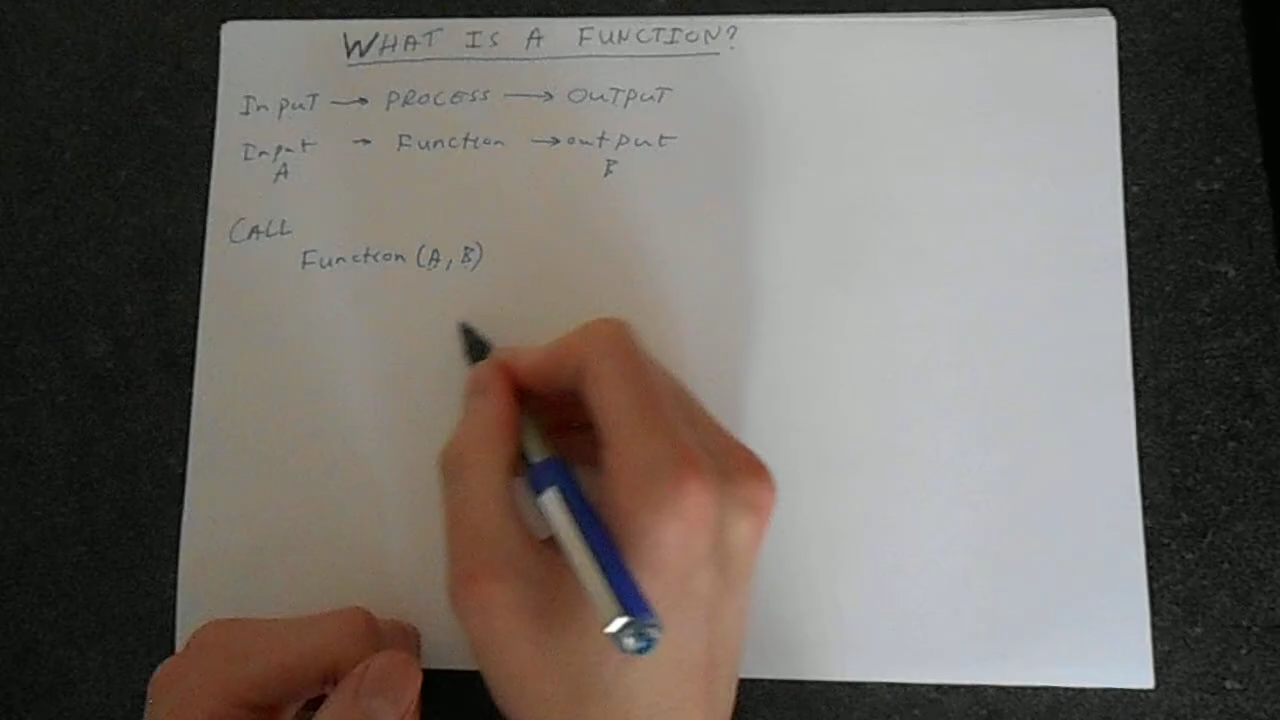 WHAT IS A FUNCTION?
InPUT → PROCESS → OUTPUT
Input → Function → output
A B
CALL
Function (A, B)